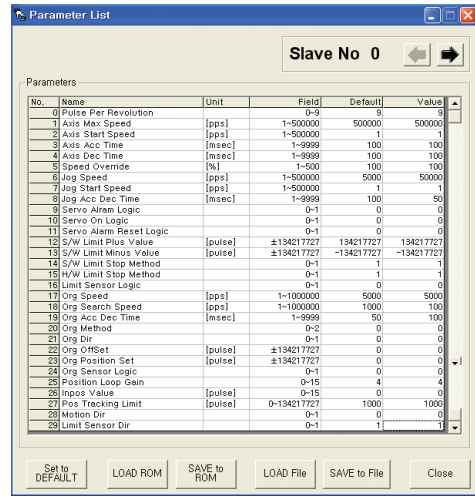 Parameter List
Slave No 0
Parameters
No. Name Unit Field Default Value
0 Pulse Per Revolution 0~9 9 9
1 Axis Max Speed [pps] 1~500000 500000 500000
2 Axis Start Speed [pps] 1~500000 1 1
3 Axis Acc Time [msec] 1~9999 100 100
4 Axis Dec Time [msec] 1~9999 100 100
5 Speed Override [%] 1~500 100 100
6 Jog Speed [pps] 1~500000 5000 50000
7 Jog Start Speed [pps] 1~500000 1 1
8 Jog Acc Dec Time [msec] 1~9999 100 50
9 Servo Alram Logic 0~1 0 0
10 Servo On Logic 0~1 0 0
11 Servo Alarm Reset Logic 0~1 0 0
12 S/W Limit Plus Value [pulse] ±134217727 134217727 134217727
13 S/W Limit Minus Value [pulse] ±134217727 -134217727 -134217727
14 S/W Limit Stop Method 0~1 1 1
15 H/W Limit Stop Method 0~1 1 1
16 Limit Sensor Logic 0~1 0 0
17 Org Speed [pps] 1~1000000 5000 5000
18 Org Search Speed [pps] 1~1000000 1000 100
19 Org Acc Dec Time [msec] 1~9999 50 100
20 Org Method 0~2 0 0
21 Org Dir 0~1 0 0
22 Org OffSet [pulse] ±134217727 0 0
23 Org Position Set [pulse] ±134217727 0 0
24 Org Sensor Logic 0~1 0 0
25 Position Loop Gain 0~15 4 4
26 Inpos Value [pulse] 0~15 0 0
27 Pos Tracking Limit [pulse] 0~134217727 1000 1000
28 Motion Dir 0~1 0 0
29 Limit Sensor Dir 0~1 1 1
Set to DEFAULT LOAD ROM SAVE to ROM LOAD File SAVE to File Close